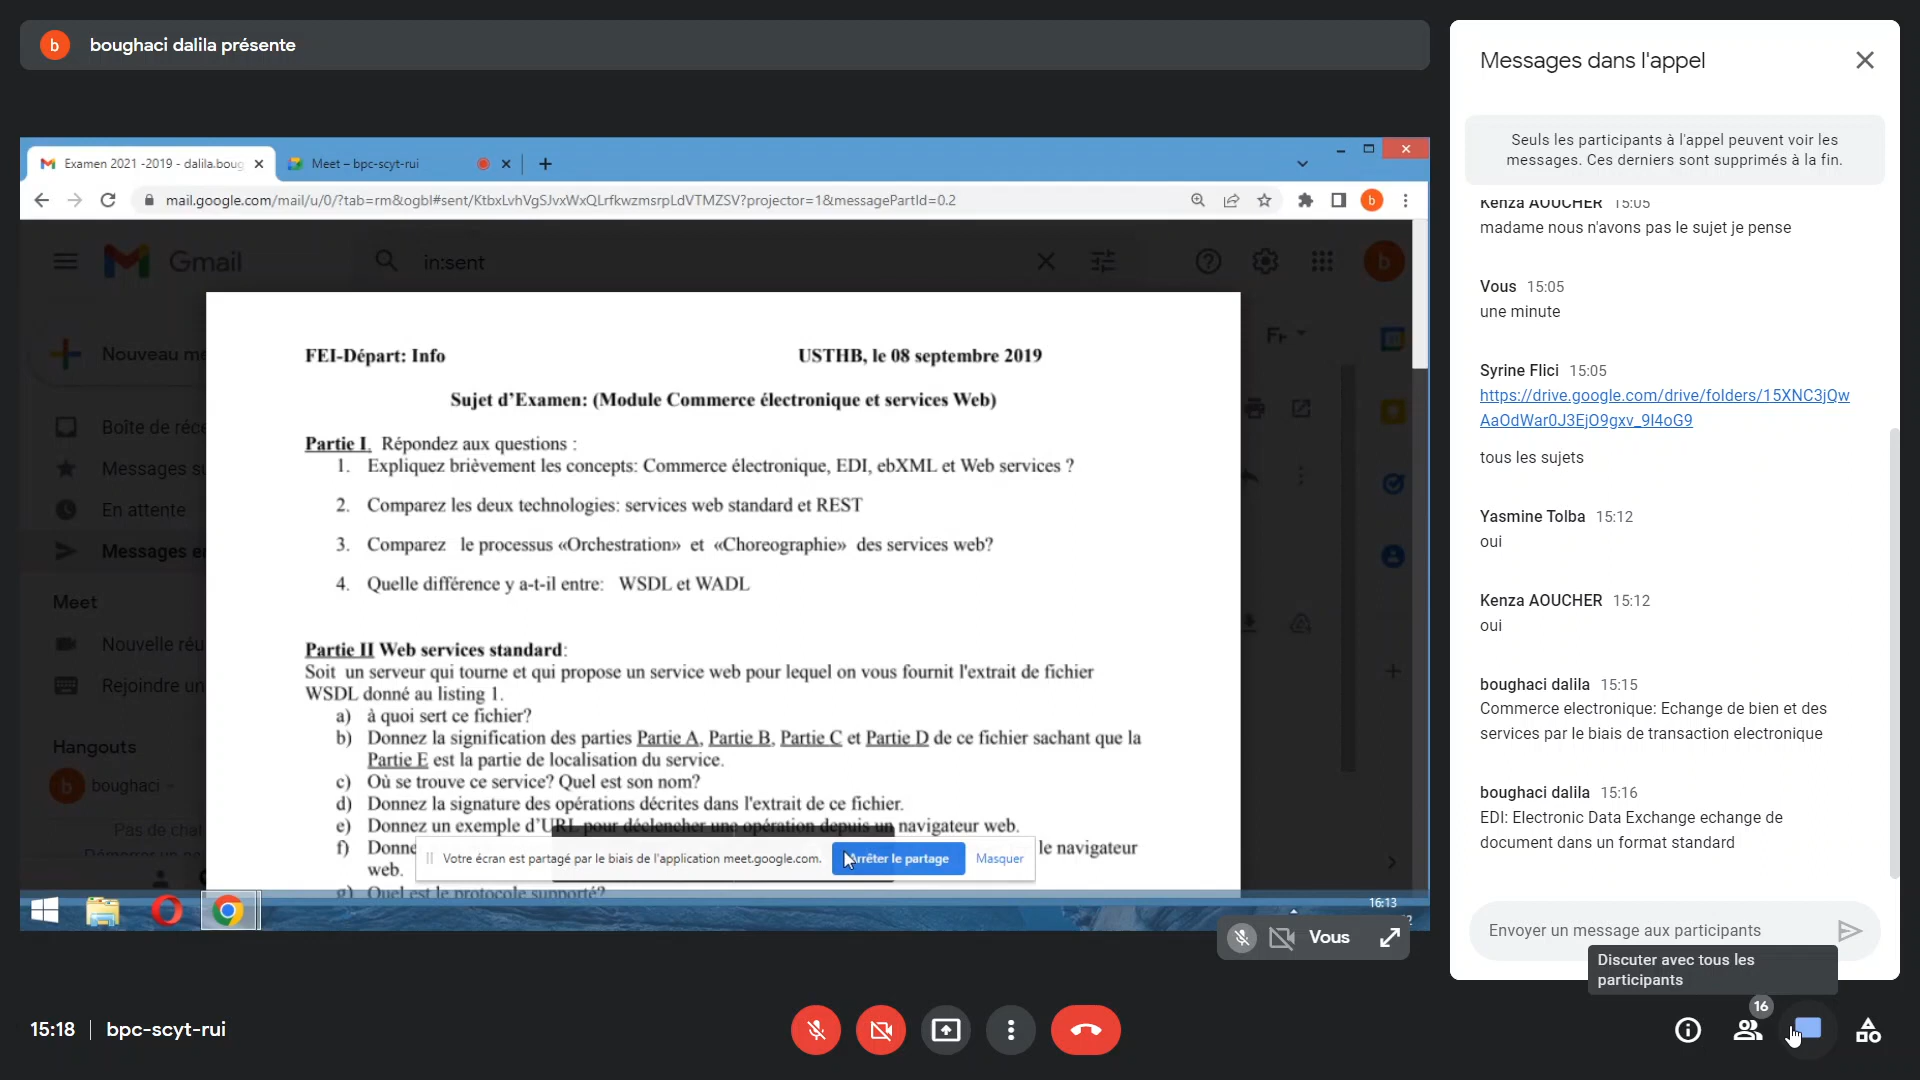 b
boughaci dalila présente
Examen 2021 -2019 - dalila.boug
Meet – bpc-scyt-rui
mail.google.com/mail/u/0/?tab=rm&ogbl#sent/KtbxLvhVgSJvxWxQLrfkwzmsrpLdVTMZSV?projector=1&messagePartId=0.2
b
Gmail
in:sent
b
Nouveau me
Fr
Boîte de réce
Messages su
En attente
Messages en
Meet
Nouvelle réu
Rejoindre un
Hangouts
b
boughaci
Pas de chat
FEI-Départ: Info
USTHB, le 08 septembre 2019
Sujet d'Examen: (Module Commerce électronique et services Web)
Partie I. Répondez aux questions :
1. Expliquez brièvement les concepts: Commerce électronique, EDI, ebXML et Web services ?
2. Comparez les deux technologies: services web standard et REST
3. Comparez le processus «Orchestration» et «Choreographie» des services web?
4. Quelle différence y a-t-il entre: WSDL et WADL
Partie II Web services standard:
Soit un serveur qui tourne et qui propose un service web pour lequel on vous fournit l'extrait de fichier
WSDL donné au listing 1.
a) à quoi sert ce fichier?
b) Donnez la signification des parties Partie A, Partie B, Partie C et Partie D de ce fichier sachant que la
Partie E est la partie de localisation du service.
c) Où se trouve ce service? Quel est son nom?
d) Donnez la signature des opérations décrites dans l'extrait de ce fichier.
e) Donnez un exemple d'URL pour déclencher une opération depuis un navigateur web.
f) Donne
le navigateur
web.
g) Quel est le protocole supporté?
Votre écran est partagé par le biais de l'application meet.google.com.
Arrêter le partage
Masquer
16:13
Vous
Messages dans l'appel
Seuls les participants à l'appel peuvent voir les
messages. Ces derniers sont supprimés à la fin.
Kenza AOUCHER 15:05
madame nous n'avons pas le sujet je pense
Vous 15:05
une minute
Syrine Flici 15:05
https://drive.google.com/drive/folders/15XNC3jQw
AaOdWar0J3EjO9gxv_9I4oG9
tous les sujets
Yasmine Tolba 15:12
oui
Kenza AOUCHER 15:12
oui
boughaci dalila 15:15
Commerce electronique: Echange de bien et des
services par le biais de transaction electronique
boughaci dalila 15:16
EDI: Electronic Data Exchange echange de
document dans un format standard
Envoyer un message aux participants
Discuter avec tous les
participants
15:18 | bpc-scyt-rui
16